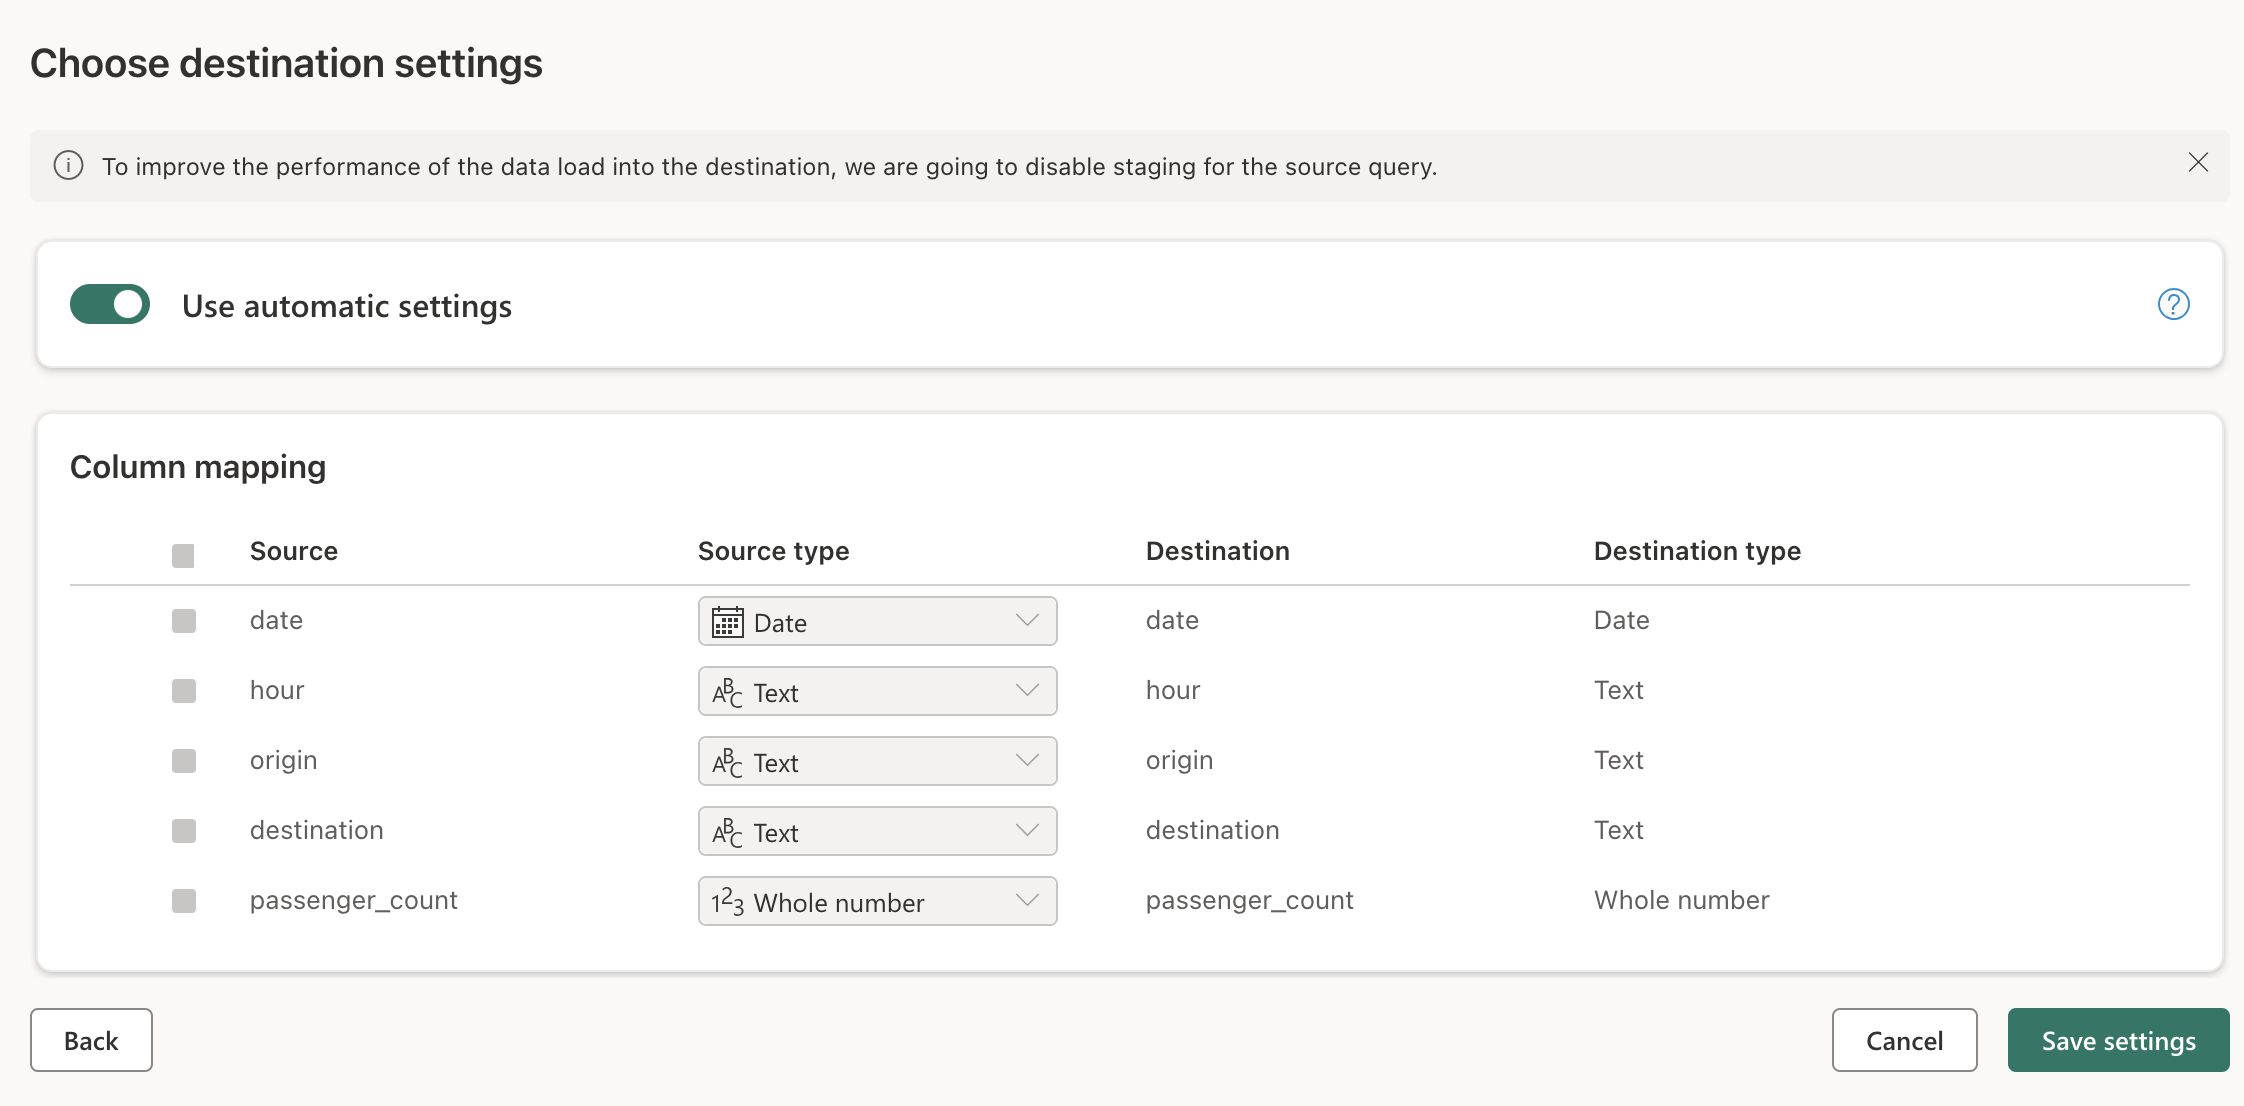 Choose destination settings
To improve the performance of the data load into the destination, we are going to disable staging for the source query.
Use automatic settings
Column mapping
Source Source type Destination Destination type
date Date date Date
hour Text hour Text
origin Text origin Text
destination Text destination Text
passenger_count Whole number passenger_count Whole number
Back Cancel Save settings